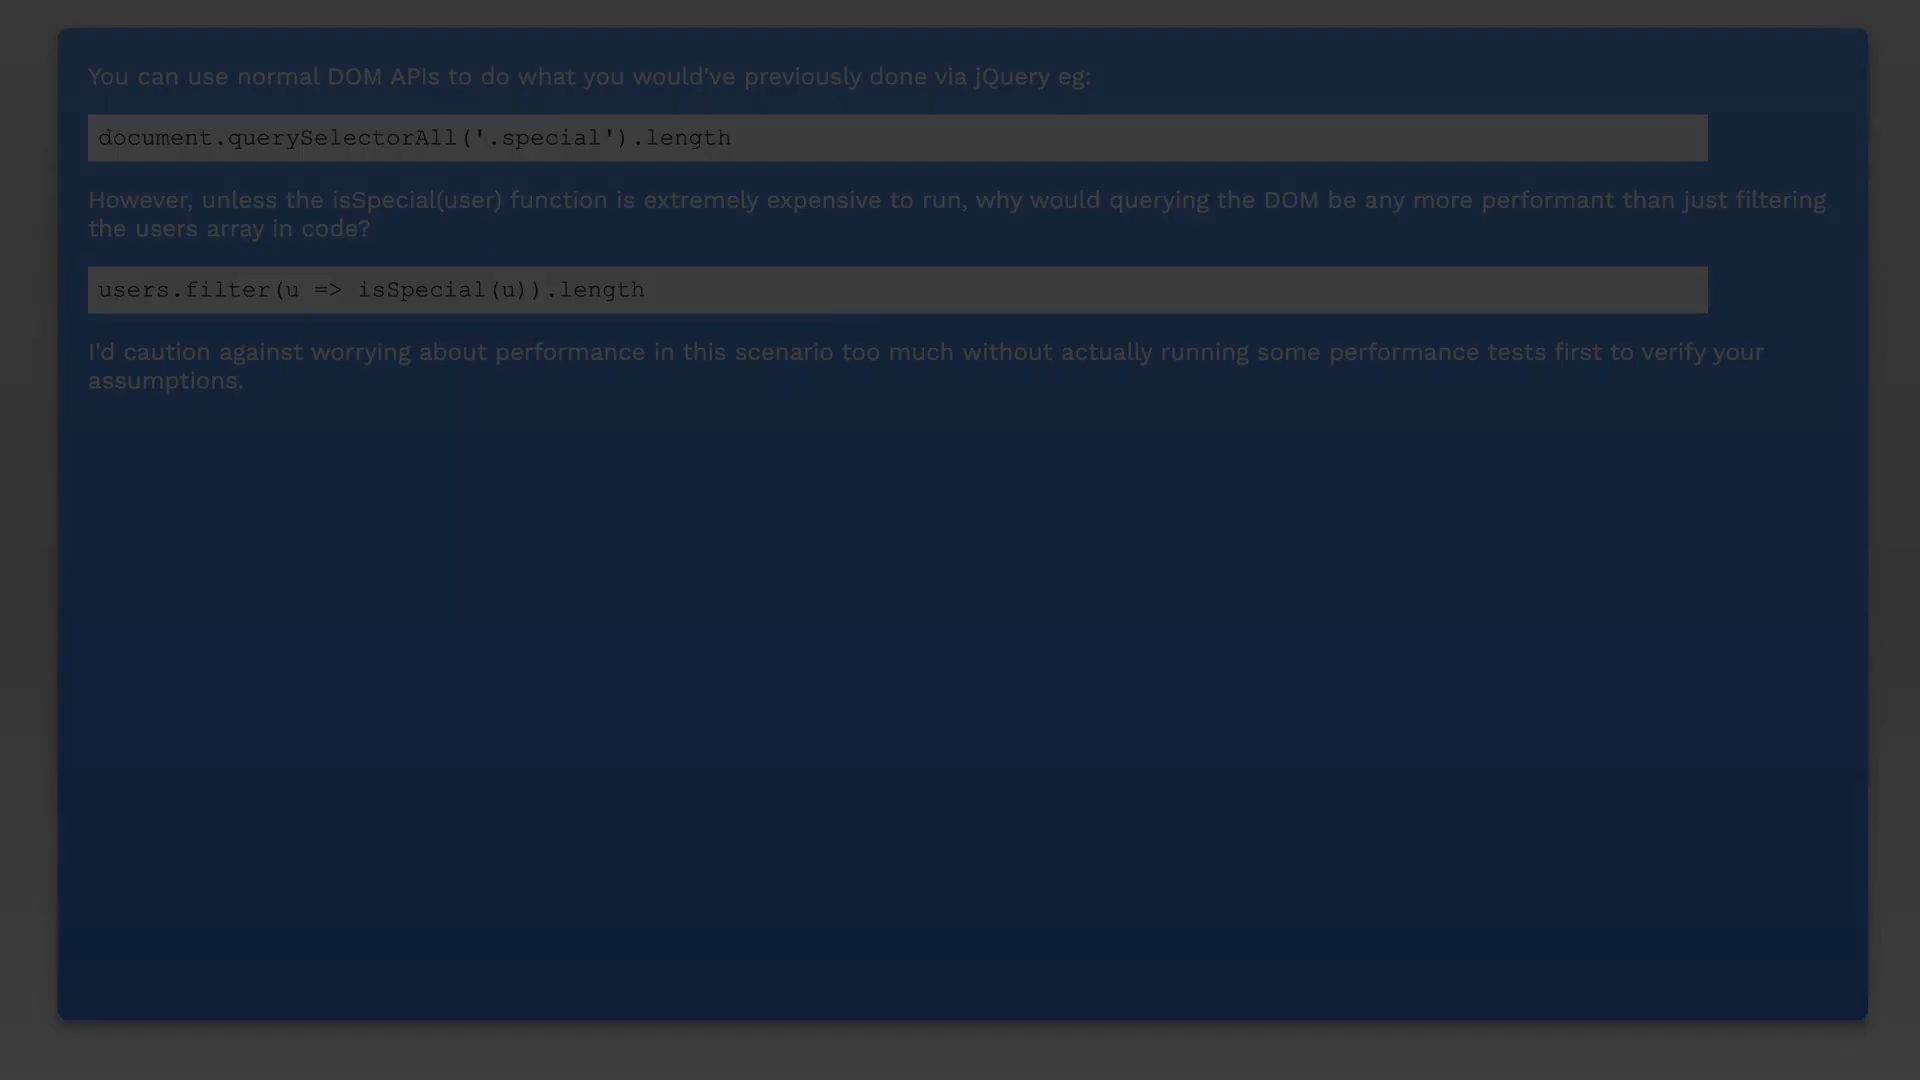 You can use normal DOM APIs to do what you would've previously done via jQuery eg:
document.querySelectorAll('.special').length
However, unless the isSpecial(user) function is extremely expensive to run, why would querying the DOM be any more performant than just filtering
the users array in code?
users.filter(u => isSpecial(u)).length
I'd caution against worrying about performance in this scenario too much without actually running some performance tests first to verify your
assumptions.